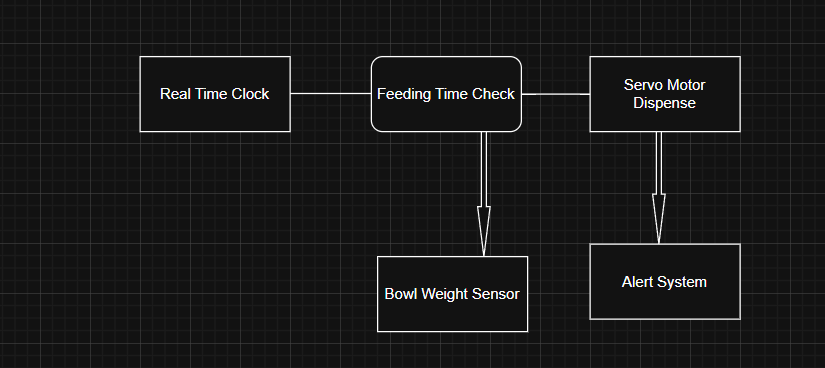 Real Time Clock
Feeding Time Check
Servo Motor
Dispense
Bowl Weight Sensor
Alert System